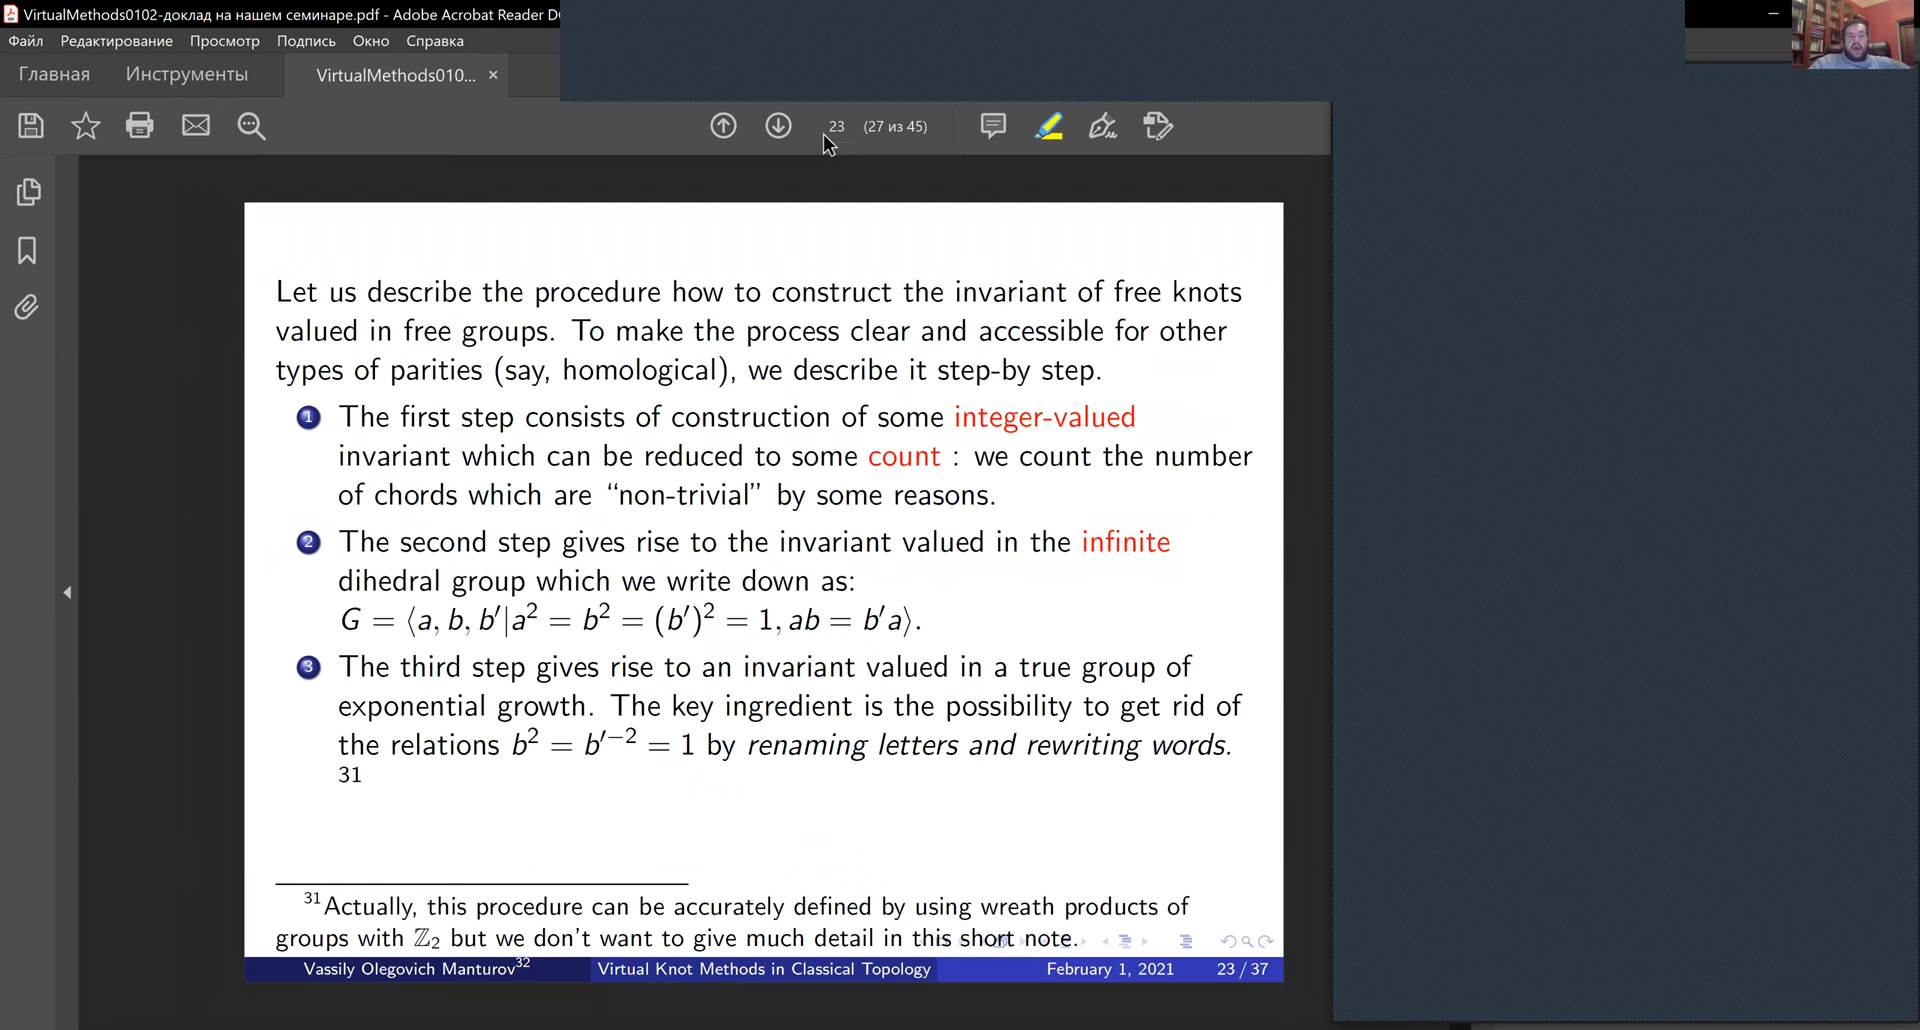 VirtualMethods0102-доклад на нашем семинаре.pdf - Adobe Acrobat Reader D
Файл Редактирование Просмотр Подпись Окно Справка
Главная Инструменты VirtualMethods010... ×
23 (27 из 45)
Let us describe the procedure how to construct the invariant of free knots
valued in free groups. To make the process clear and accessible for other
types of parities (say, homological), we describe it step-by step.
1 The first step consists of construction of some integer-valued
invariant which can be reduced to some count : we count the number
of chords which are “non-trivial” by some reasons.
2 The second step gives rise to the invariant valued in the infinite
dihedral group which we write down as:
G = ⟨a, b, b′|a² = b² = (b′)² = 1, ab = b′a⟩.
3 The third step gives rise to an invariant valued in a true group of
exponential growth. The key ingredient is the possibility to get rid of
the relations b² = b′⁻² = 1 by renaming letters and rewriting words.
31
³¹Actually, this procedure can be accurately defined by using wreath products of
groups with ℤ₂ but we don't want to give much detail in this short note.
Vassily Olegovich Manturov³² Virtual Knot Methods in Classical Topology February 1, 2021 23 / 37